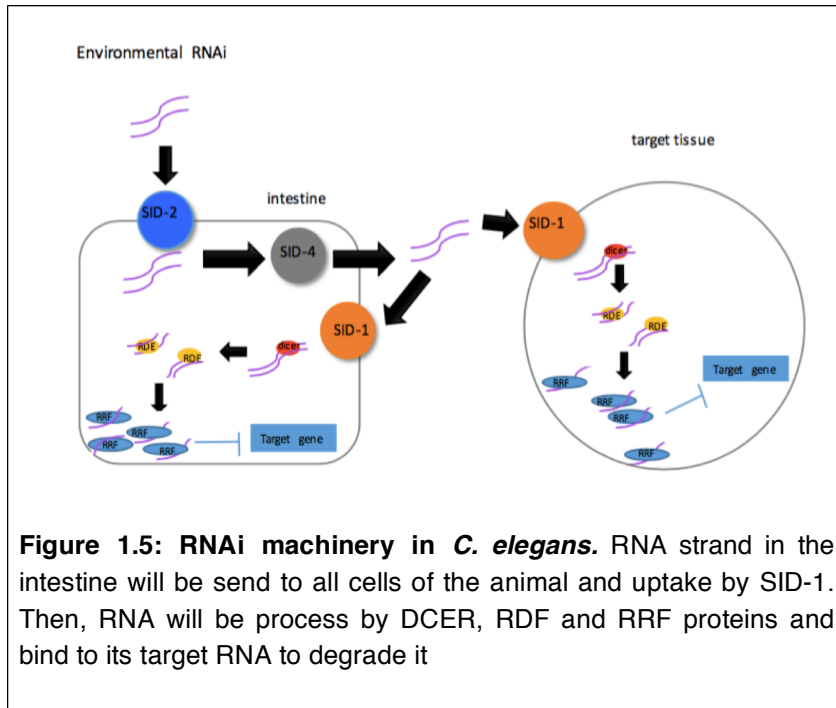 Environmental RNAi
target tissue
intestine
SID-2
SID-4
SID-1
SID-1
dicer
RDE
RDE
RRF
RRF
RRF
RRF
Target gene
dicer
RDE
RDE
RRF
RRF
RRF
RRF
Target gene
Figure 1.5: RNAi machinery in C. elegans. RNA strand in the
intestine will be send to all cells of the animal and uptake by SID-1.
Then, RNA will be process by DCER, RDF and RRF proteins and
bind to its target RNA to degrade it